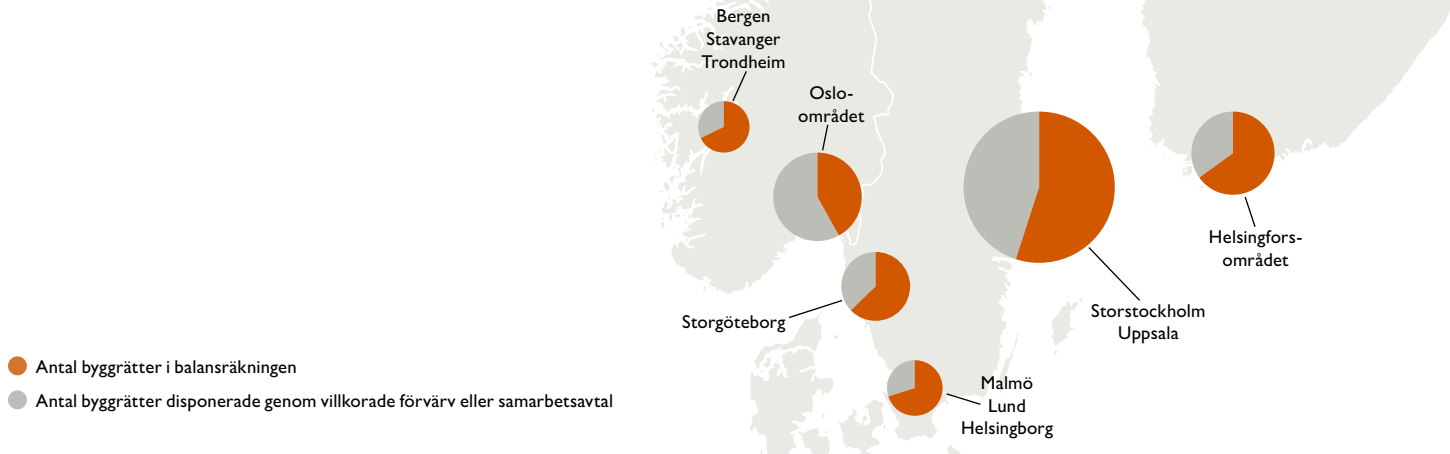 Bergen
Stavanger
Trondheim
Oslo-
området
Helsingfors-
området
Storstockholm
Uppsala
Storgöteborg
Malmö
Lund
Helsingborg
Antal byggrätter i balansräkningen
Antal byggrätter disponerade genom villkorade förvärv eller samarbetsavtal